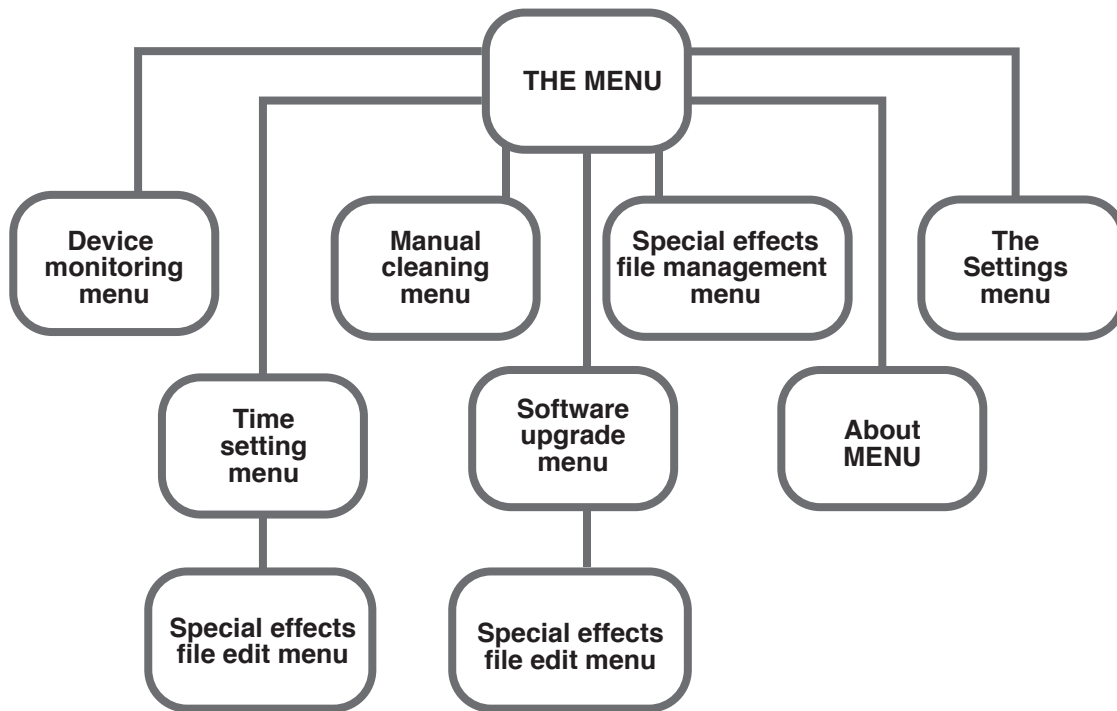 THE MENU
Device
monitoring
menu
Manual
cleaning
menu
Special effects
file management
menu
The
Settings
menu
Time
setting
menu
Software
upgrade
menu
About
MENU
Special effects
file edit menu
Special effects
file edit menu